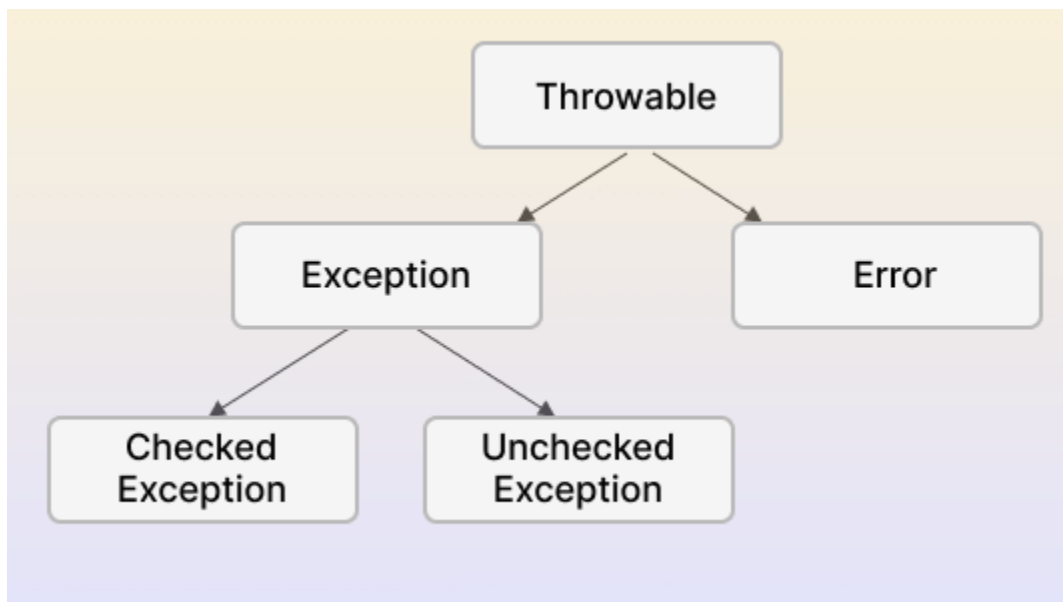 Throwable
Exception
Error
Checked
Exception
Unchecked
Exception